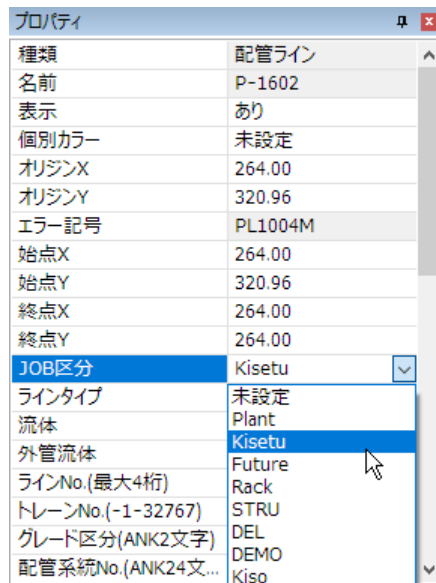 プロパティ
種類 配管ライン
名前 P-1602
表示 あり
個別カラー 未設定
オリジンX 264.00
オリジンY 320.96
エラー記号 PL1004M
始点X 264.00
始点Y 320.96
終点X 264.00
終点Y 264.00
JOB区分 Kisetu
ラインタイプ 未設定
流体 Plant
外管流体 Kisetu
ラインNo.(最大4桁) Future
トレーンNo.(-1-32767) Rack
グレード区分(ANK2文字) STRU
配管系統No.(ANK24文... DEL
DEMO
Kiso